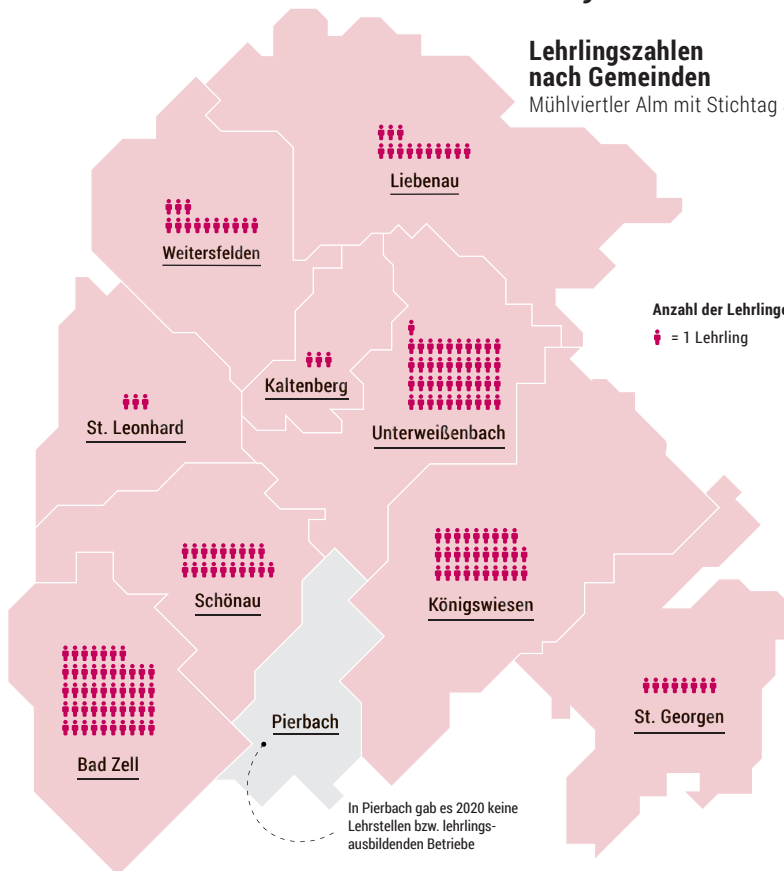 Lehrlingszahlen
nach Gemeinden
Mühlviertler Alm mit Stichtag
Liebenau
Weitersfelden
Anzahl der Lehrlinge
= 1 Lehrling
Kaltenberg
St. Leonhard
Unterweißenbach
Schönau
Königswiesen
St. Georgen
Pierbach
Bad Zell
In Pierbach gab es 2020 keine
Lehrstellen bzw. lehrlings-
ausbildenden Betriebe